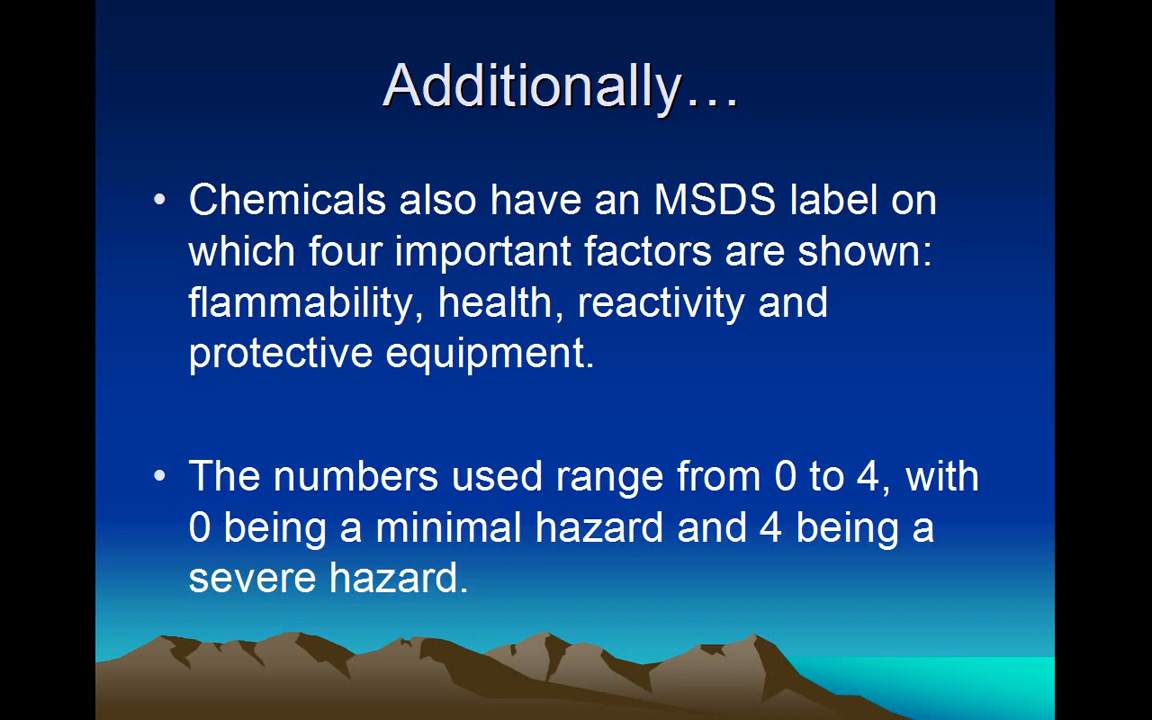 Additionally…
• Chemicals also have an MSDS label on
which four important factors are shown:
flammability, health, reactivity and
protective equipment.
• The numbers used range from 0 to 4, with
0 being a minimal hazard and 4 being a
severe hazard.